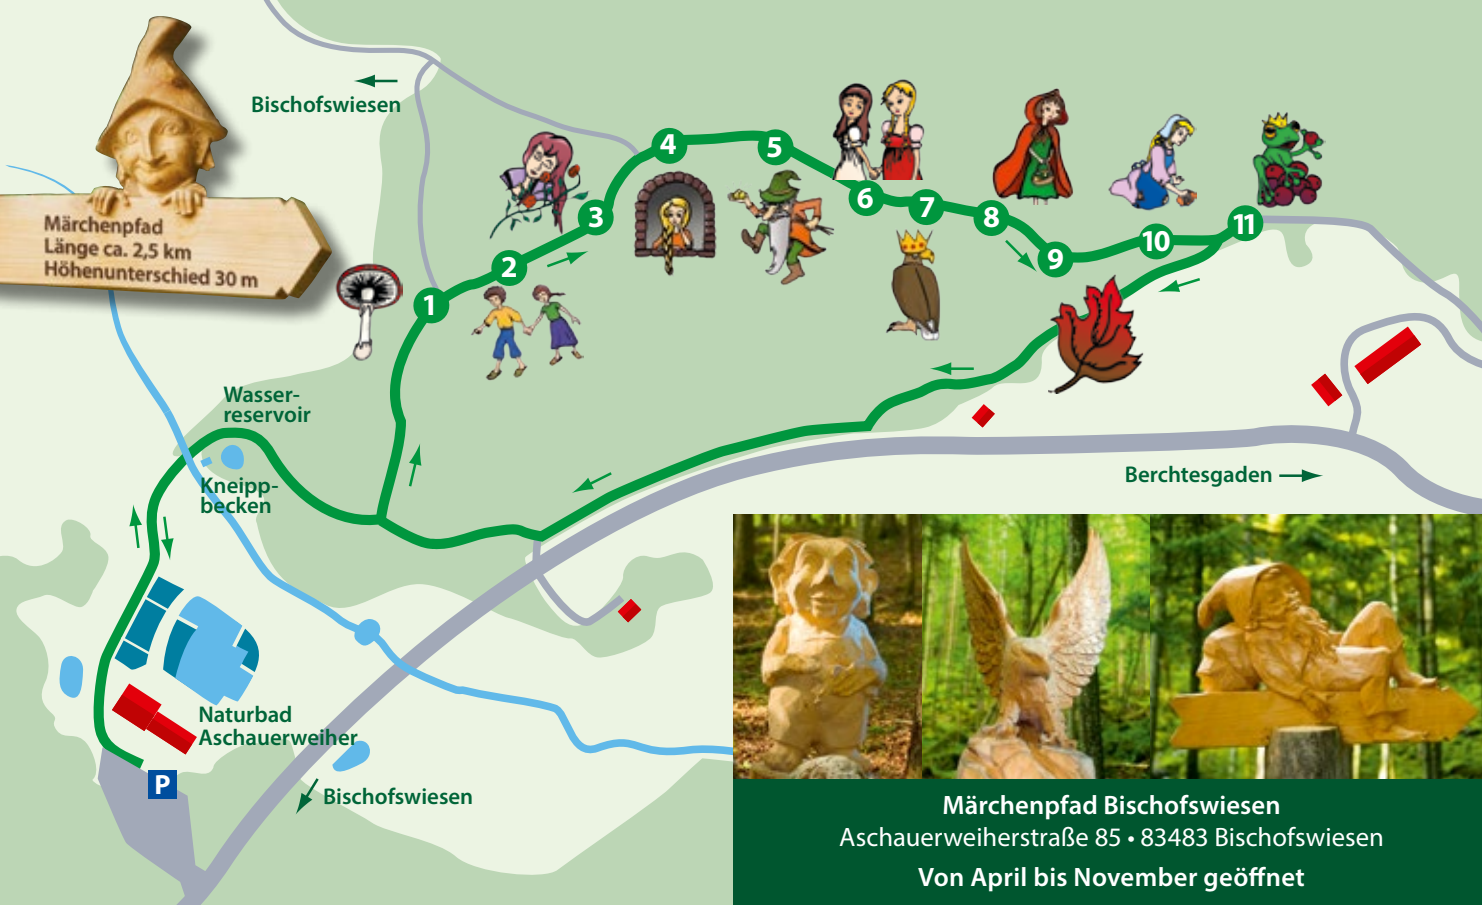 Bischofswiesen
Märchenpfad
Länge ca. 2,5 km
Höhenunterschied 30 m
1
2
3
4
5
6
7
8
9
10
11
Wasser-
reservoir
Kneipp-
becken
Berchtesgaden
Naturbad
Aschauerweiher
P
Bischofswiesen
Märchenpfad Bischofswiesen
Aschauerweiherstraße 85 • 83483 Bischofswiesen
Von April bis November geöffnet